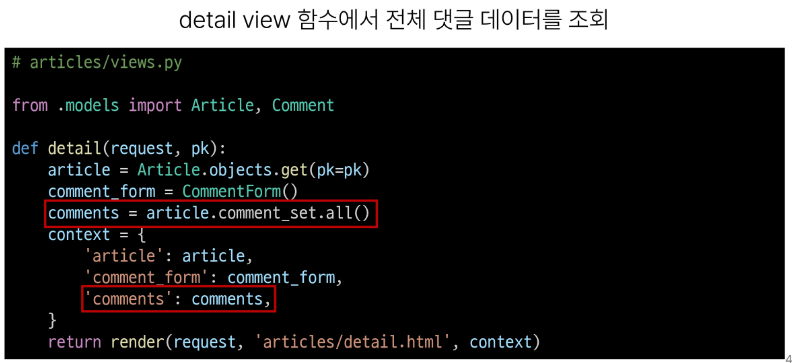 detail view 함수에서 전체 댓글 데이터를 조회
# articles/views.py
from .models import Article, Comment
def detail(request, pk):
    article = Article.objects.get(pk=pk)
    comment_form = CommentForm()
    comments = article.comment_set.all()
    context = {
        'article': article,
        'comment_form': comment_form,
        'comments': comments,
    }
    return render(request, 'articles/detail.html', context)
4